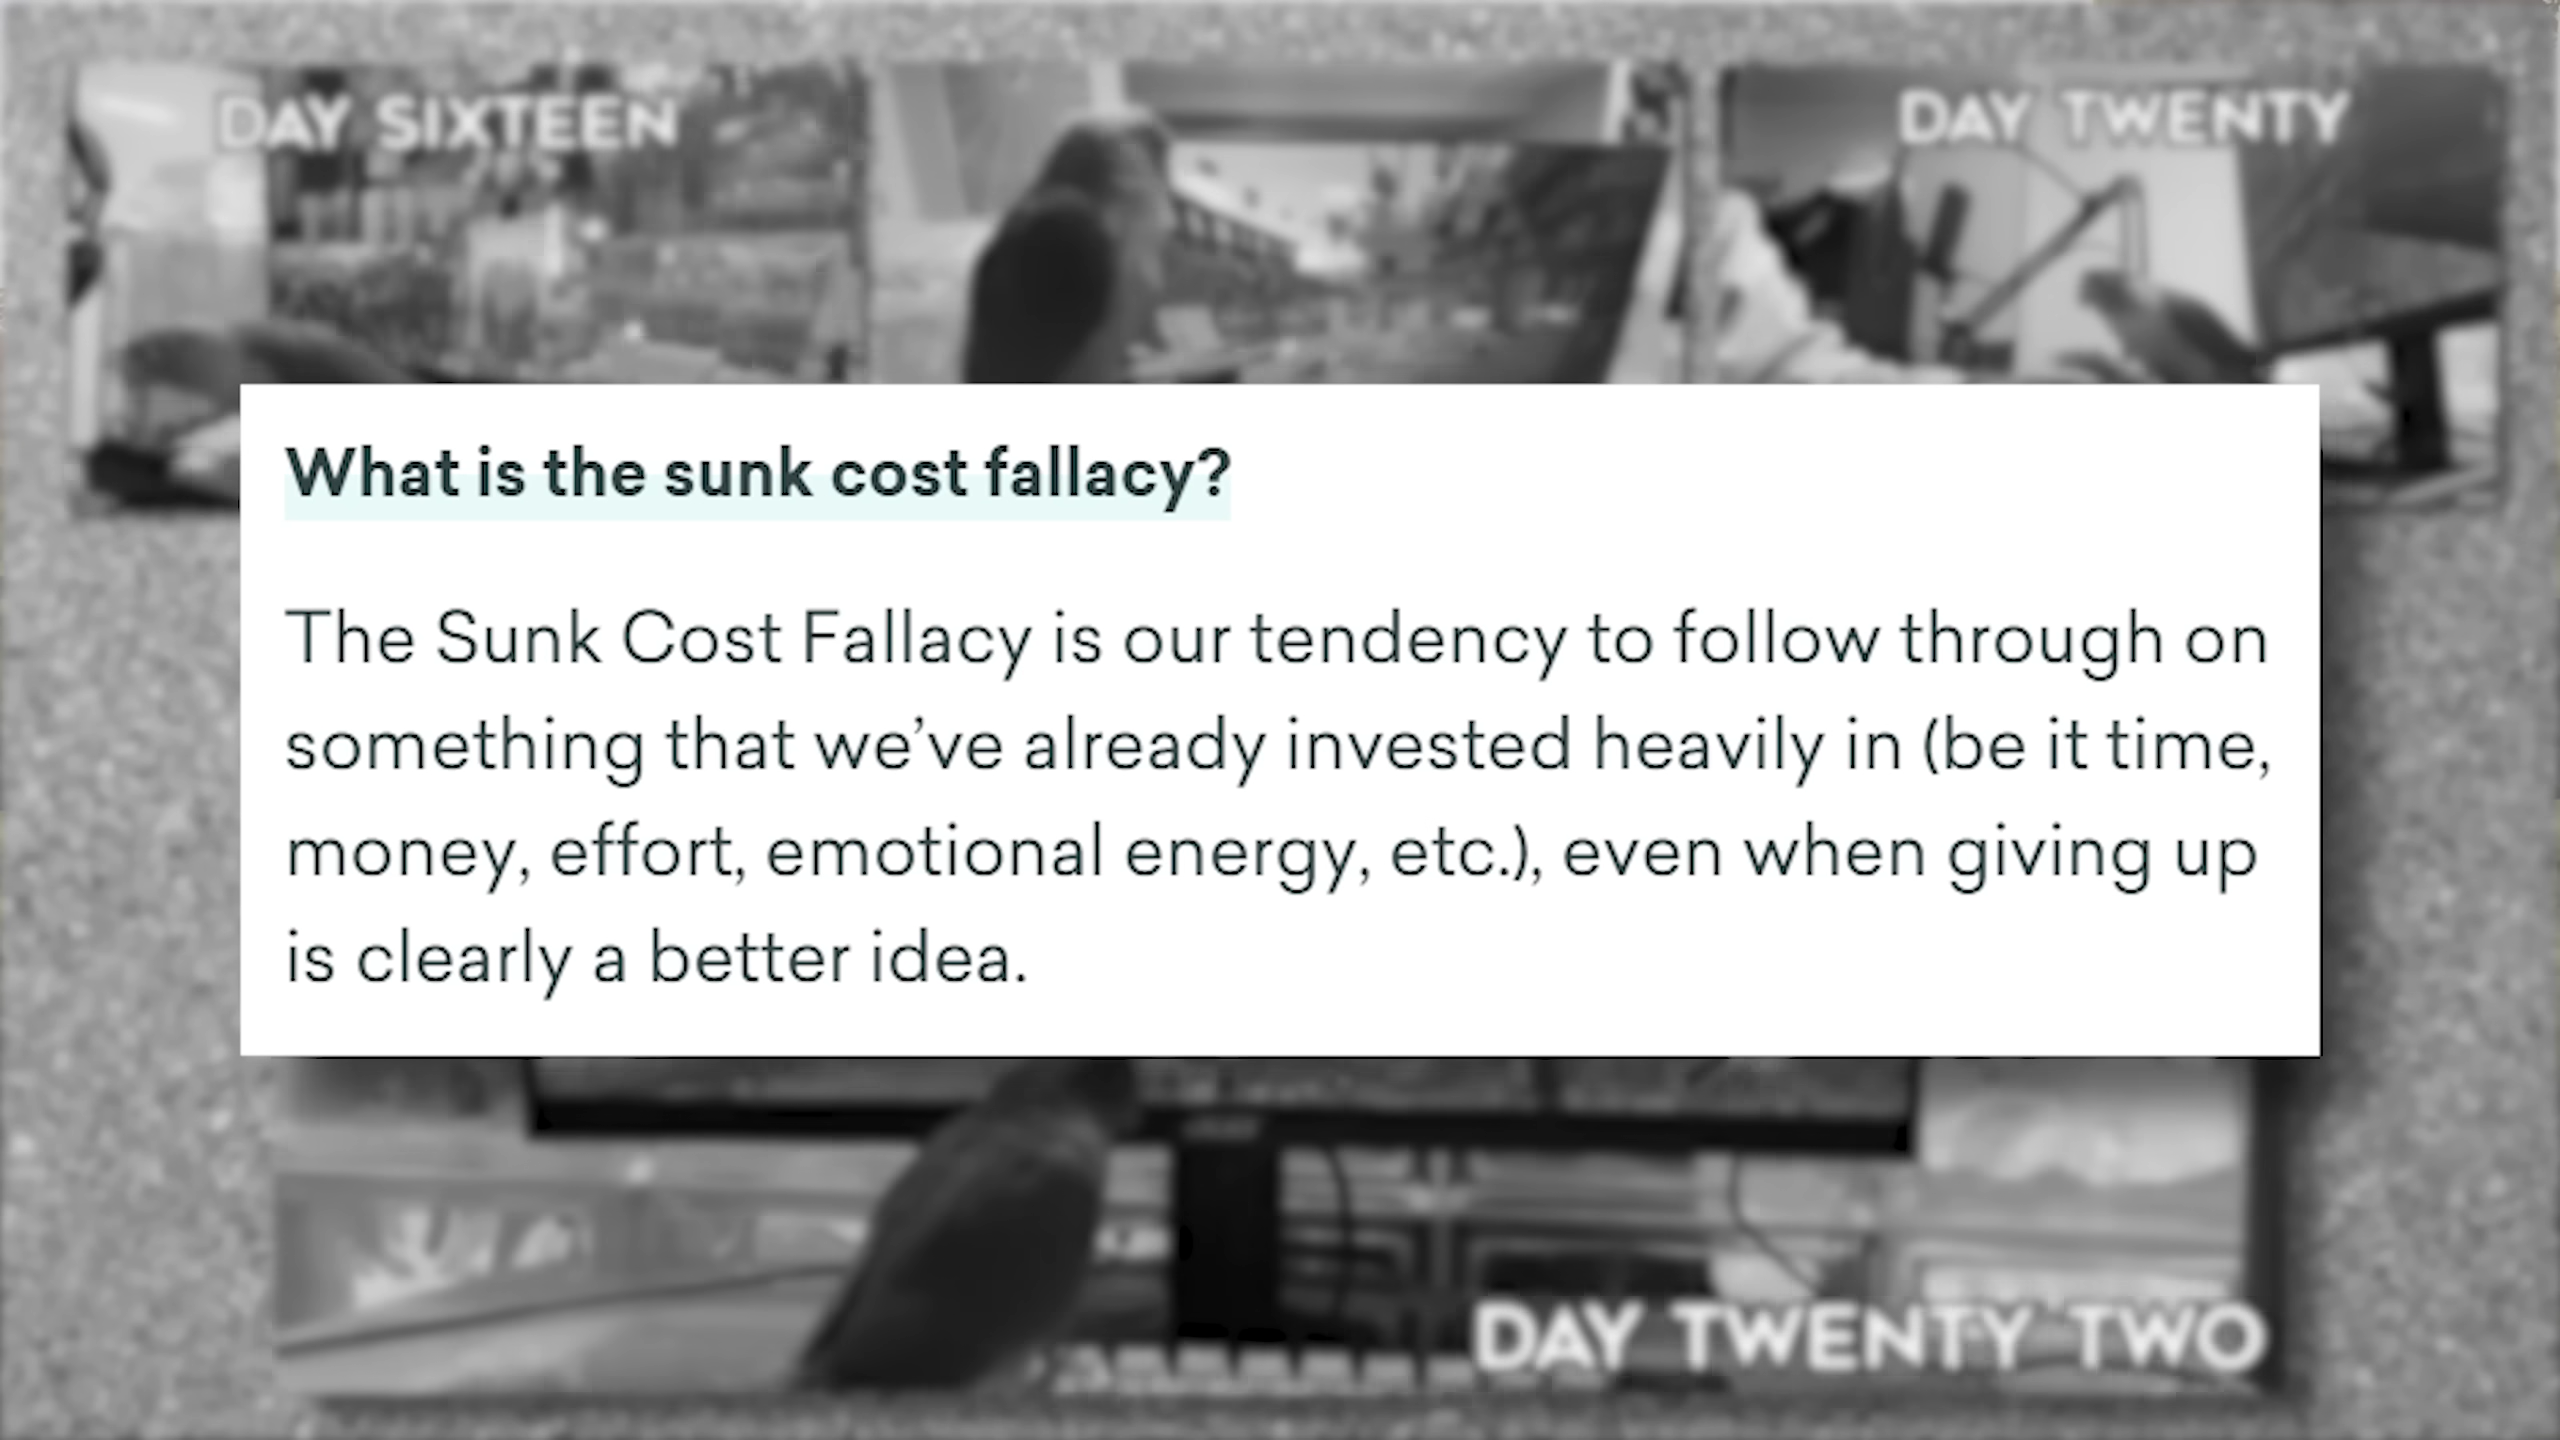 DAY SIXTEEN
DAY TWENTY
What is the sunk cost fallacy?
The Sunk Cost Fallacy is our tendency to follow through on
something that we’ve already invested heavily in (be it time,
money, effort, emotional energy, etc.), even when giving up
is clearly a better idea.
DAY TWENTY TWO